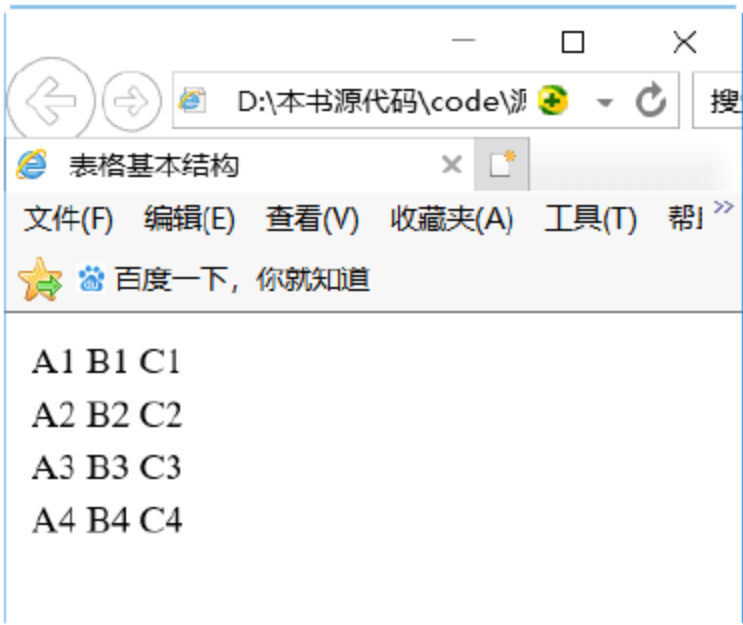 D:\本书源代码\code\源
搜
表格基本结构
文件(F) 编辑(E) 查看(V) 收藏夹(A) 工具(T)
百度一下，你就知道
A1 B1 C1
A2 B2 C2
A3 B3 C3
A4 B4 C4